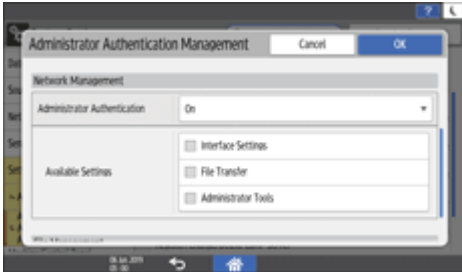 Administrator Authentication Management
Cancel
OK
Network Management
Administrator Authentication
On
Available Settings
Interface Settings
File Transfer
Administrator Tools